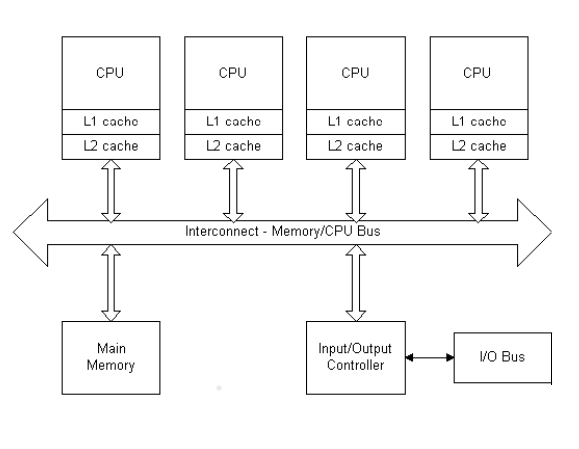 CPU
CPU
CPU
CPU
L1 cache
L1 cache
L1 cache
L1 cache
L2 cache
L2 cache
L2 cache
L2 cache
Interconnect - Memory/CPU Bus
Main
Memory
Input/Output
Controller
I/O Bus